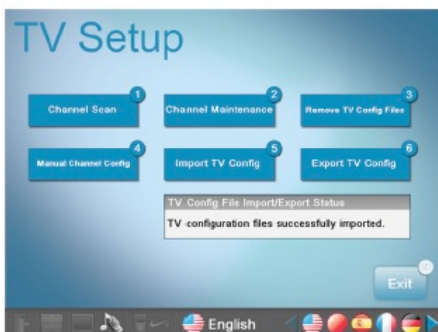 TV Setup
1
Channel Scan
2
Channel Maintenance
3
Remove TV Config Files
4
Manual Channel Config
5
Import TV Config
6
Export TV Config
TV Config File Import/Export Status
TV -configuration files successfully imported.
Exit
English